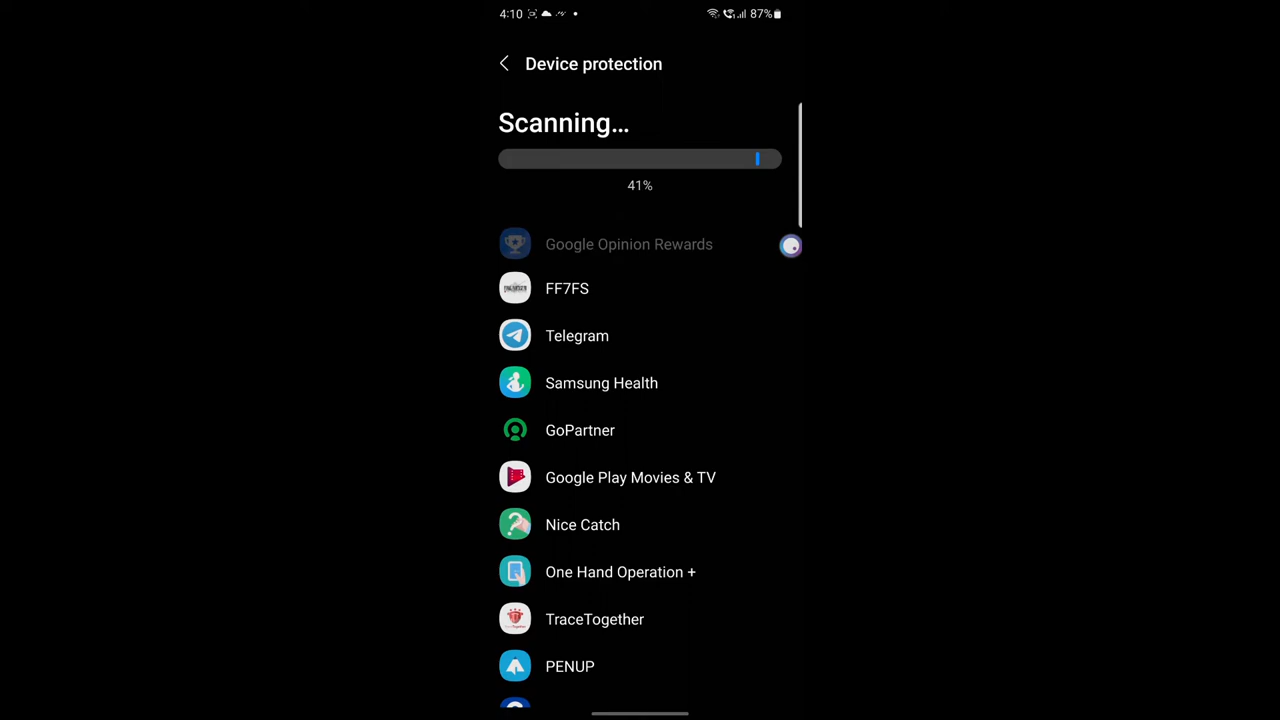 4:10
87%
Device protection
Scanning...
41%
Google Opinion Rewards
FF7FS
Telegram
Samsung Health
GoPartner
Google Play Movies & TV
Nice Catch
One Hand Operation +
TraceTogether
PENUP